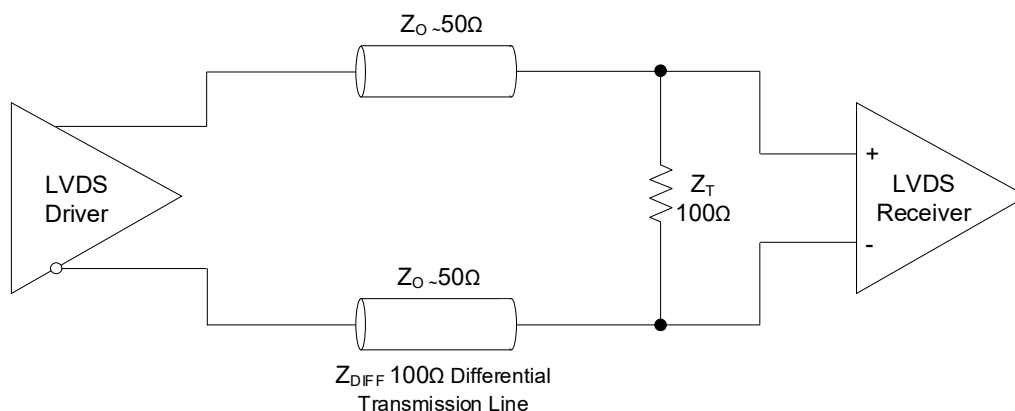 Z_O ~50Ω
LVDS
Driver
Z_T
100Ω
+
-
LVDS
Receiver
Z_O ~50Ω
Z_DIFF 100Ω Differential
Transmission Line